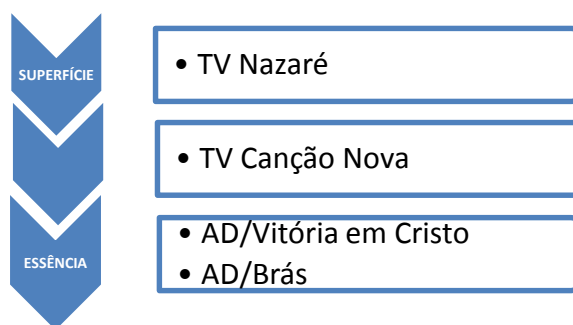 SUPERFÍCIE
• TV Nazaré
• TV Canção Nova
ESSÊNCIA
• AD/Vitória em Cristo
• AD/Brás